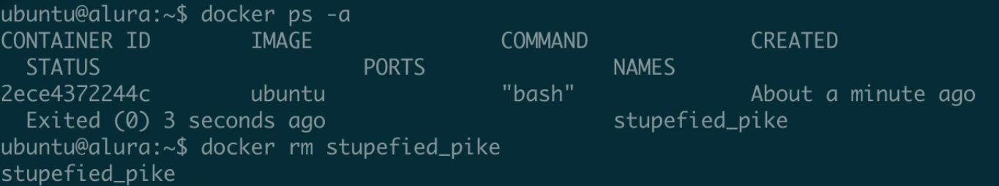 ubuntu@alura:~$ docker ps -a
CONTAINER ID        IMAGE               COMMAND             CREATED
  STATUS                     PORTS               NAMES
2ece4372244c        ubuntu              "bash"              About a minute ago
  Exited (0) 3 seconds ago                       stupefied_pike
ubuntu@alura:~$ docker rm stupefied_pike
stupefied_pike